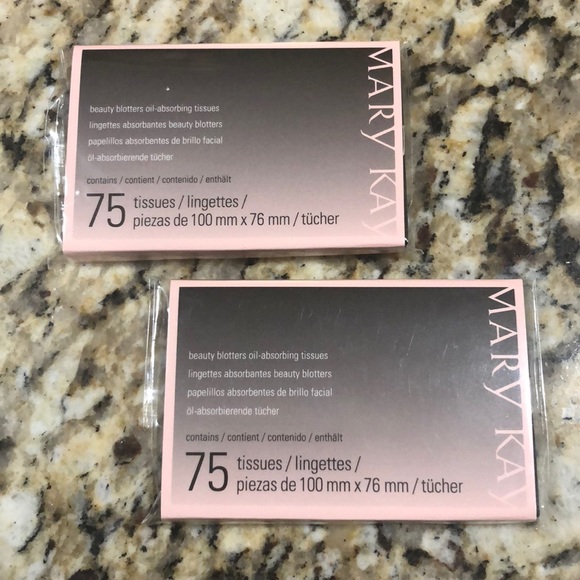 MARY KAY
beauty blotters oil-absorbing tissues
lingettes absorbantes beauty blotters
papelillos absorbentes de brillo facial
öl-absorbierende tücher
contains / contient / contenido / enthält
75 tissues / lingettes /
piezas de 100 mm x 76 mm / tücher
MARY KAY
beauty blotters oil-absorbing tissues
lingettes absorbantes beauty blotters
papelillos absorbentes de brillo facial
öl-absorbierende tücher
contains / contient / contenido / enthält
75 tissues / lingettes /
piezas de 100 mm x 76 mm / tücher